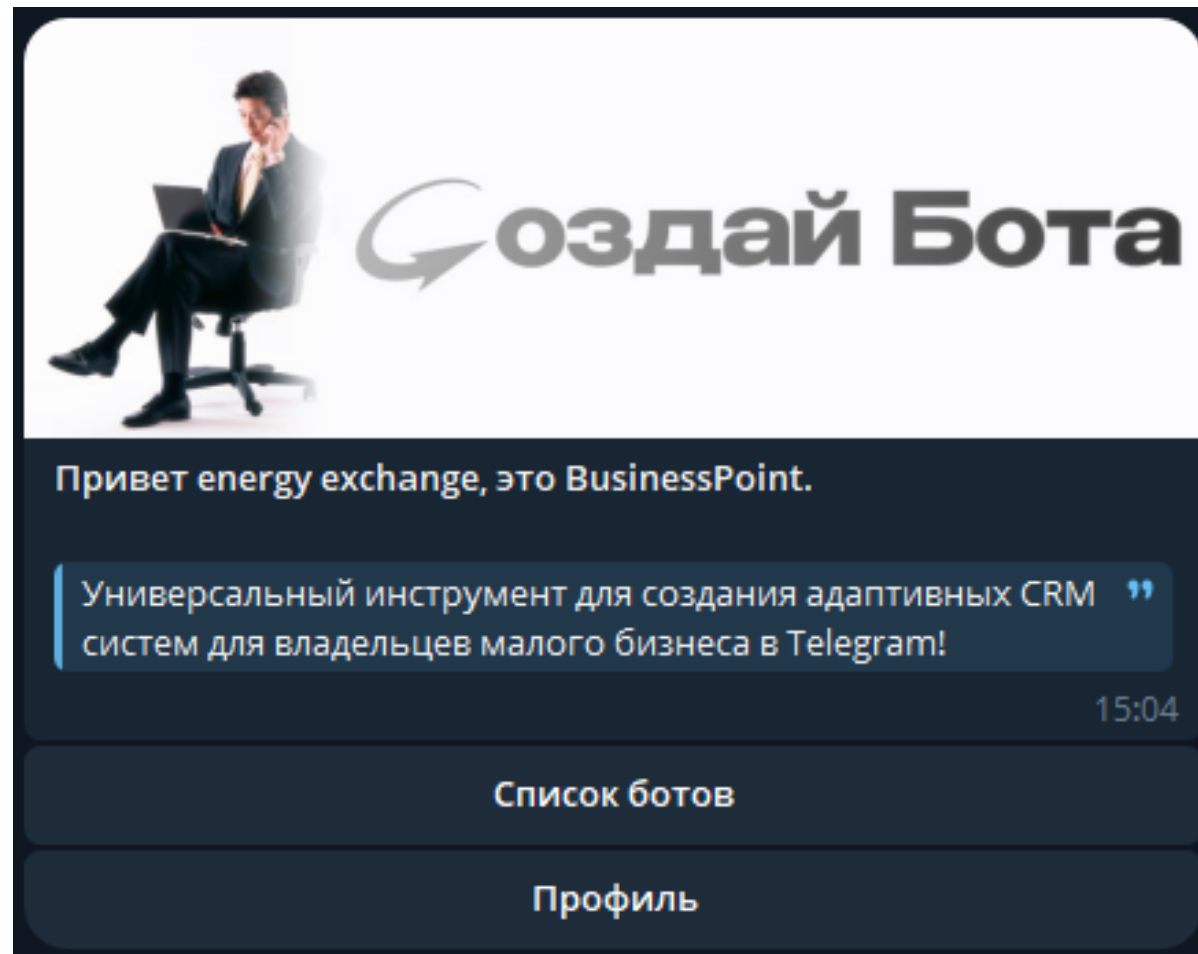 Создай Бота
Привет energy exchange, это BusinessPoint.
Универсальный инструмент для создания адаптивных CRM
систем для владельцев малого бизнеса в Telegram!
15:04
Список ботов
Профиль